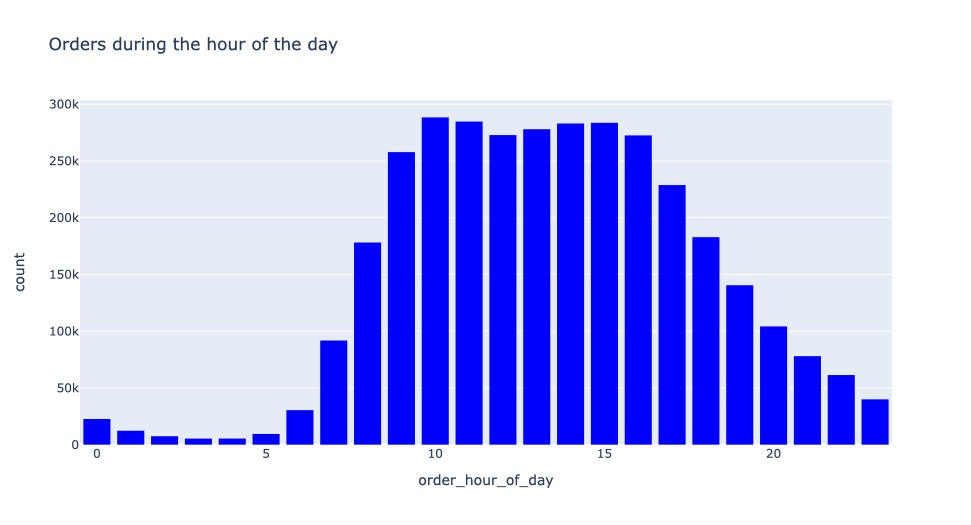 Orders during the hour of the day
300k
250k
200k
150k
100k
50k
0
count
0 5 10 15 20
order_hour_of_day